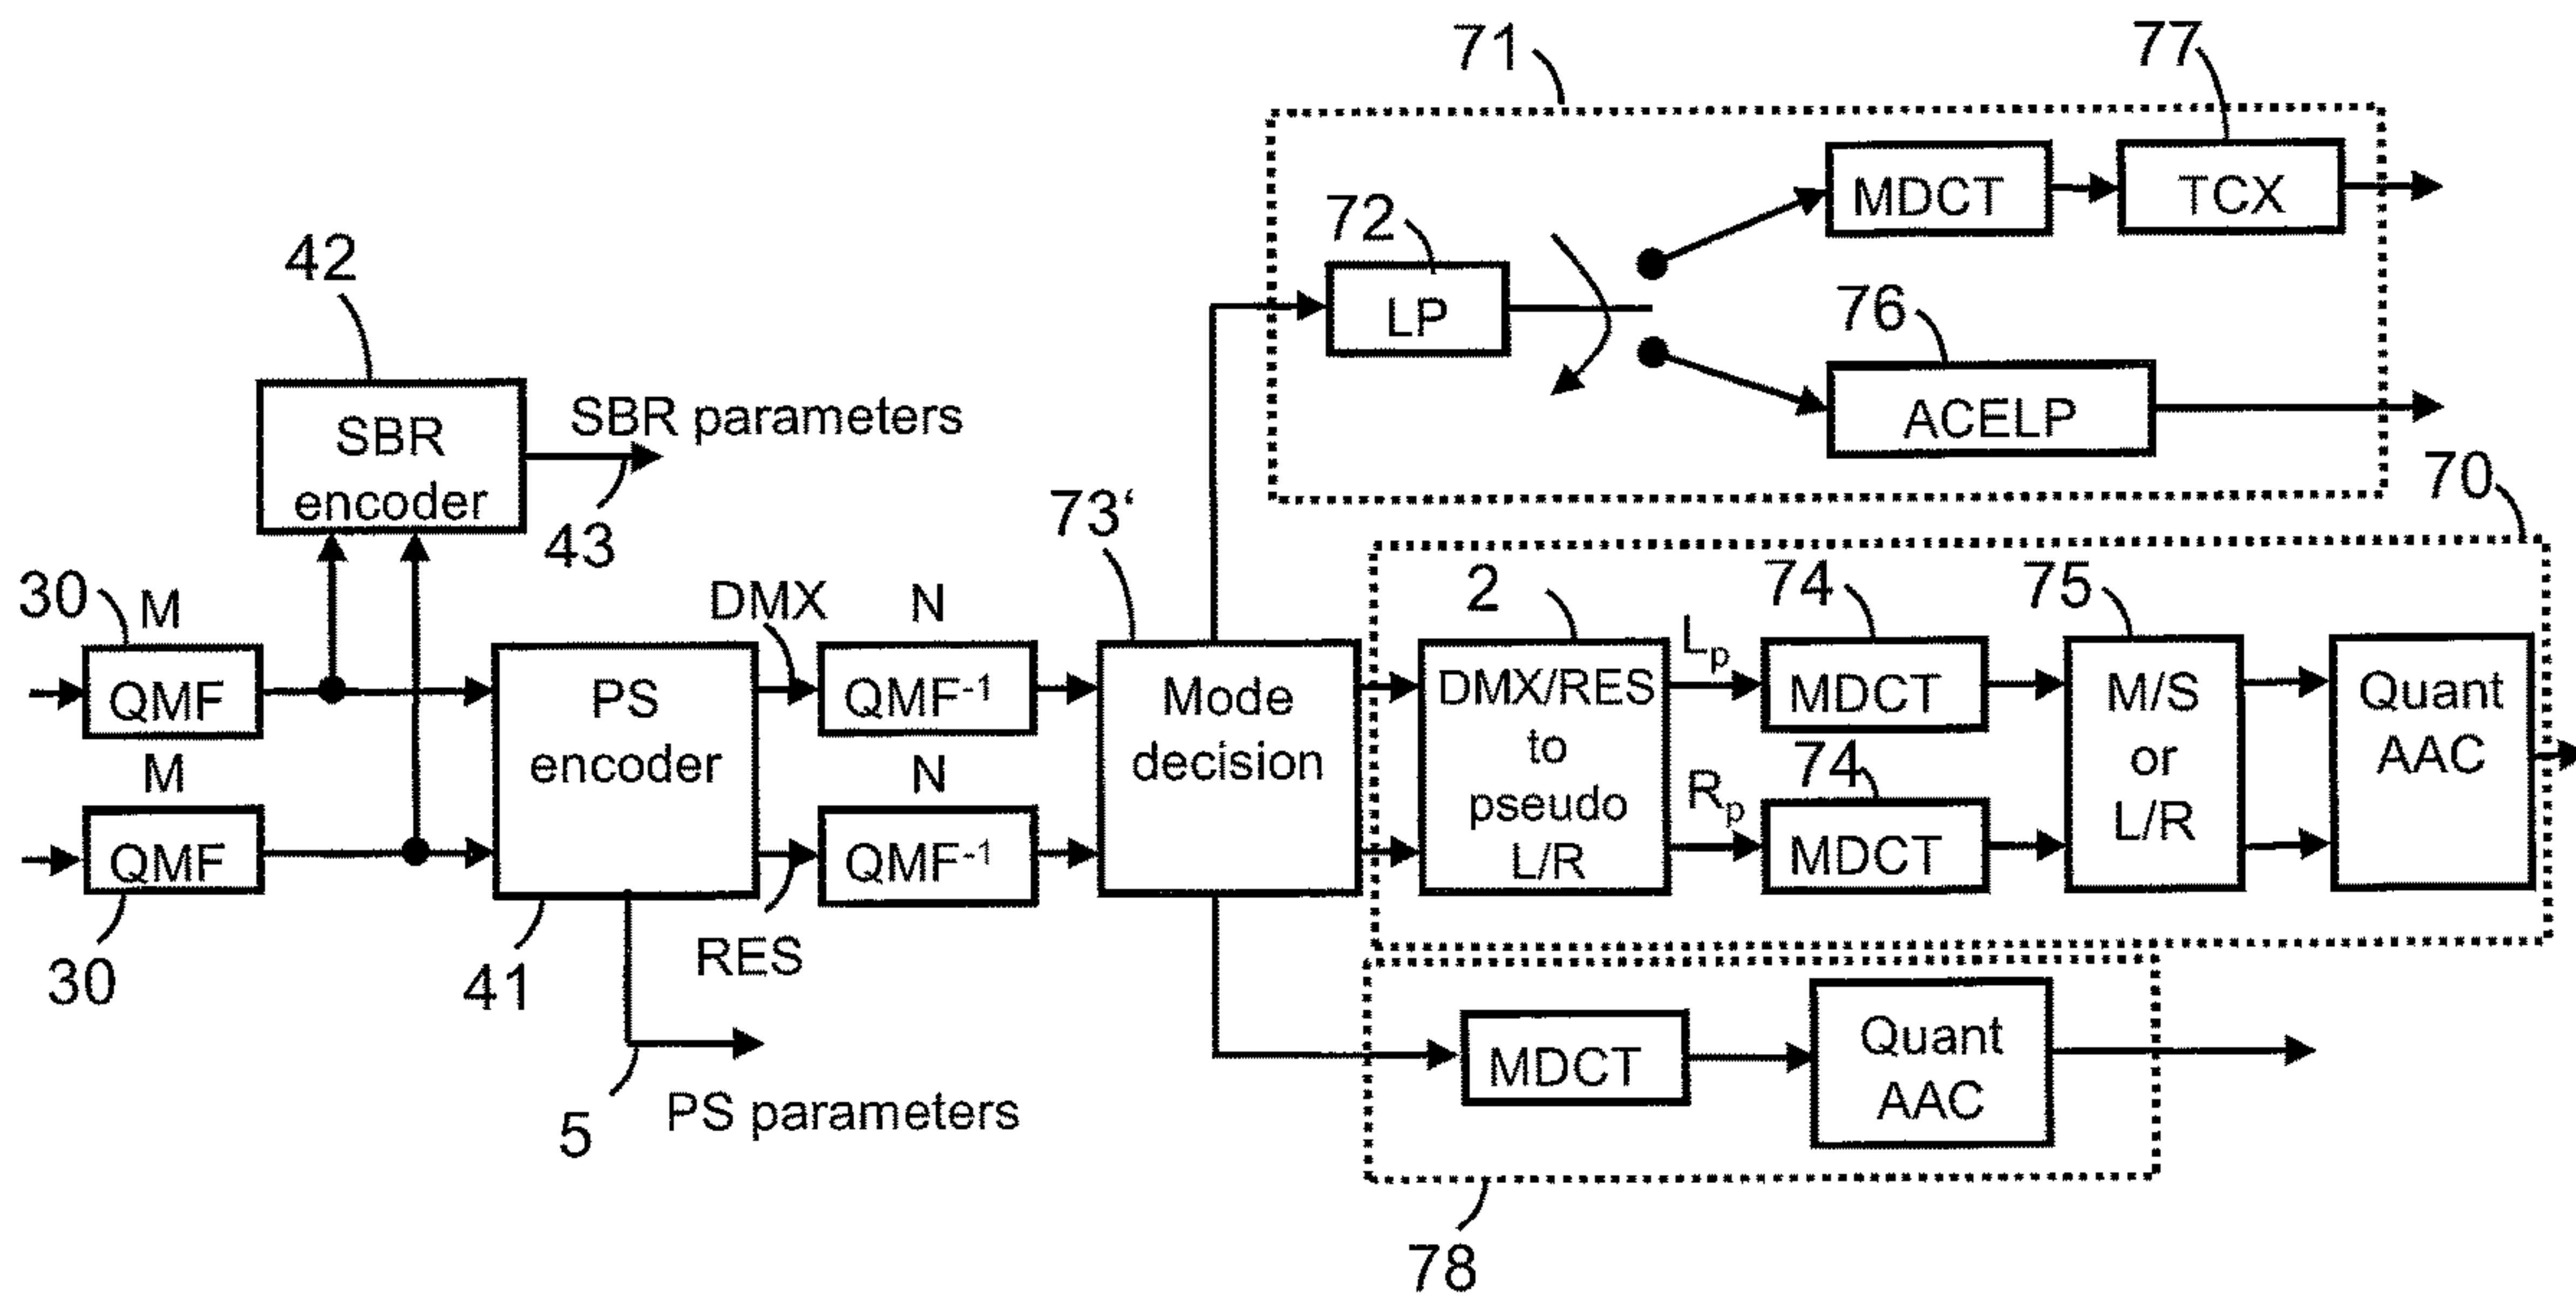 71
77
72
MDCT
TCX
LP
76
ACELP
42
SBR
encoder
SBR parameters
43
70
73‘
30
M
QMF
M
QMF
30
PS
encoder
41
DMX
RES
N
QMF-1
N
QMF-1
5
PS parameters
Mode
decision
2
DMX/RES
to
pseudo
L/R
Lp
Rp
74
MDCT
74
MDCT
75
M/S
or
L/R
Quant
AAC
MDCT
Quant
AAC
78